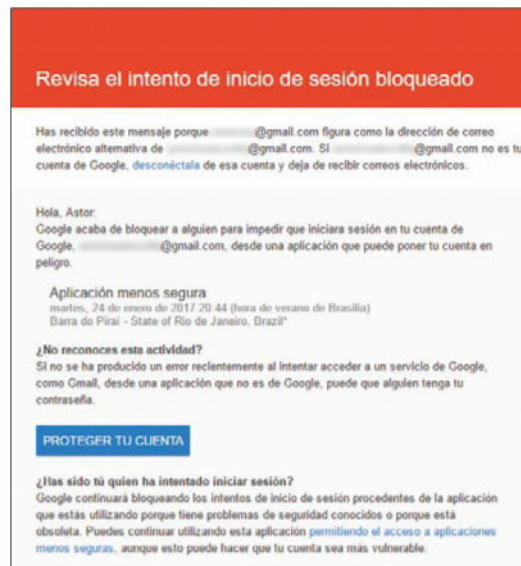 Revisa el intento de inicio de sesión bloqueado
Has recibido este mensaje porque @gmail.com figura como la dirección de correo
electrónico alternativa de @gmail.com. Si @gmail.com no es tu
cuenta de Google, desconéctala de esa cuenta y deja de recibir correos electrónicos.
Hola, Astor:
Google acaba de bloquear a alguien para impedir que iniciara sesión en tu cuenta de
Google, @gmail.com, desde una aplicación que puede poner tu cuenta en
peligro.
Aplicación menos segura
martes, 24 de enero de 2017 20:44 (hora de verano de Brasilia)
Barra do Piraí - State of Rio de Janeiro, Brazil*
¿No reconoces esta actividad?
Si no se ha producido un error recientemente al intentar acceder a un servicio de Google,
como Gmail, desde una aplicación que no es de Google, puede que alguien tenga tu
contraseña.
PROTEGER TU CUENTA
¿Has sido tú quien ha intentado iniciar sesión?
Google continuará bloqueando los intentos de inicio de sesión procedentes de la aplicación
que estás utilizando porque tiene problemas de seguridad conocidos o porque está
obsoleta. Puedes continuar utilizando esta aplicación permitiendo el acceso a aplicaciones
menos seguras, aunque esto puede hacer que tu cuenta sea más vulnerable.